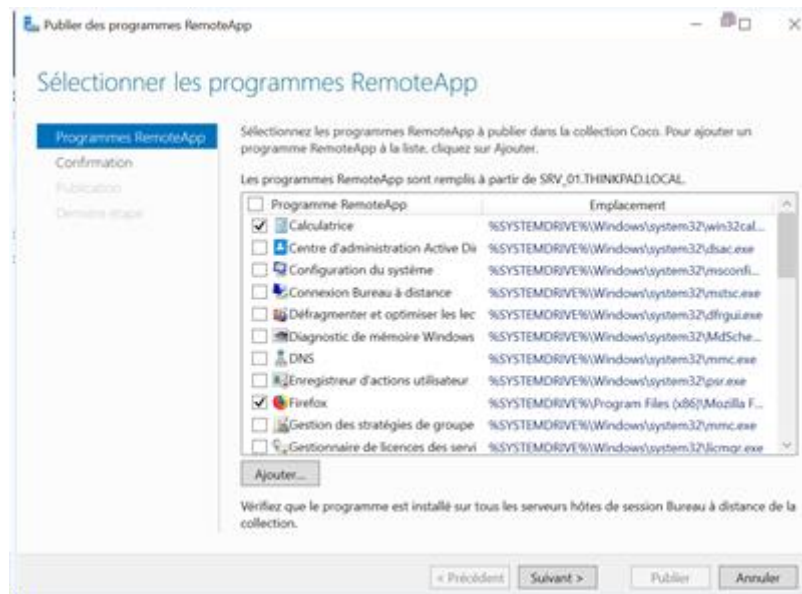 Publier des programmes RemoteApp
Sélectionner les programmes RemoteApp
Programmes RemoteApp
Confirmation
Publication
Dernière étape
Sélectionnez les programmes RemoteApp à publier dans la collection Coco. Pour ajouter un
programme RemoteApp à la liste, cliquez sur Ajouter.
Les programmes RemoteApp sont remplis à partir de SRV_01.THINKPAD.LOCAL.
Programme RemoteApp Emplacement
Calculatrice %SYSTEMDRIVE%\Windows\system32\win32cal...
Centre d'administration Active Dir %SYSTEMDRIVE%\Windows\system32\dsac.exe
Configuration du système %SYSTEMDRIVE%\Windows\system32\msconfi...
Connexion Bureau à distance %SYSTEMDRIVE%\Windows\system32\mstsc.exe
Défragmenter et optimiser les lec %SYSTEMDRIVE%\Windows\system32\dfrgui.exe
Diagnostic de mémoire Windows %SYSTEMDRIVE%\Windows\system32\MdSche...
DNS %SYSTEMDRIVE%\Windows\system32\mmc.exe
Enregistreur d'actions utilisateur %SYSTEMDRIVE%\Windows\system32\psr.exe
Firefox %SYSTEMDRIVE%\Program Files (x86)\Mozilla F...
Gestion des stratégies de groupe %SYSTEMDRIVE%\Windows\system32\mmc.exe
Gestionnaire de licences des servi %SYSTEMDRIVE%\Windows\system32\licmgr.exe
Ajouter...
Vérifiez que le programme est installé sur tous les serveurs hôtes de session Bureau à distance de la
collection.
< Précédent Suivant > Publier Annuler